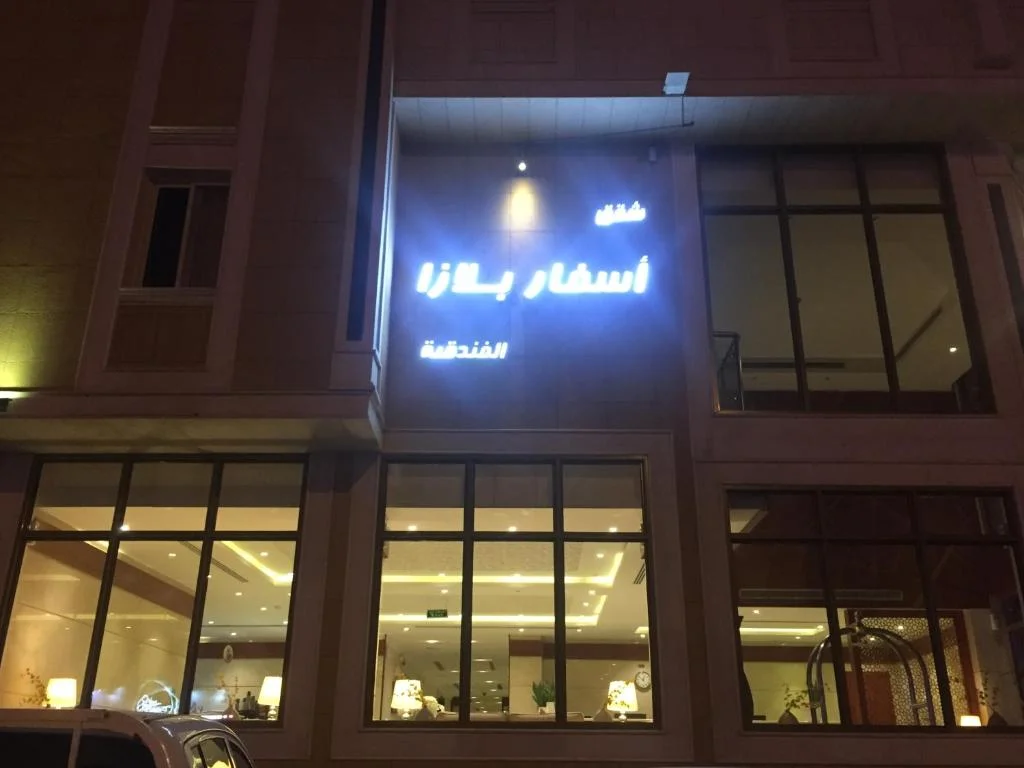 شقق
أسفار بلازا
الفندقية